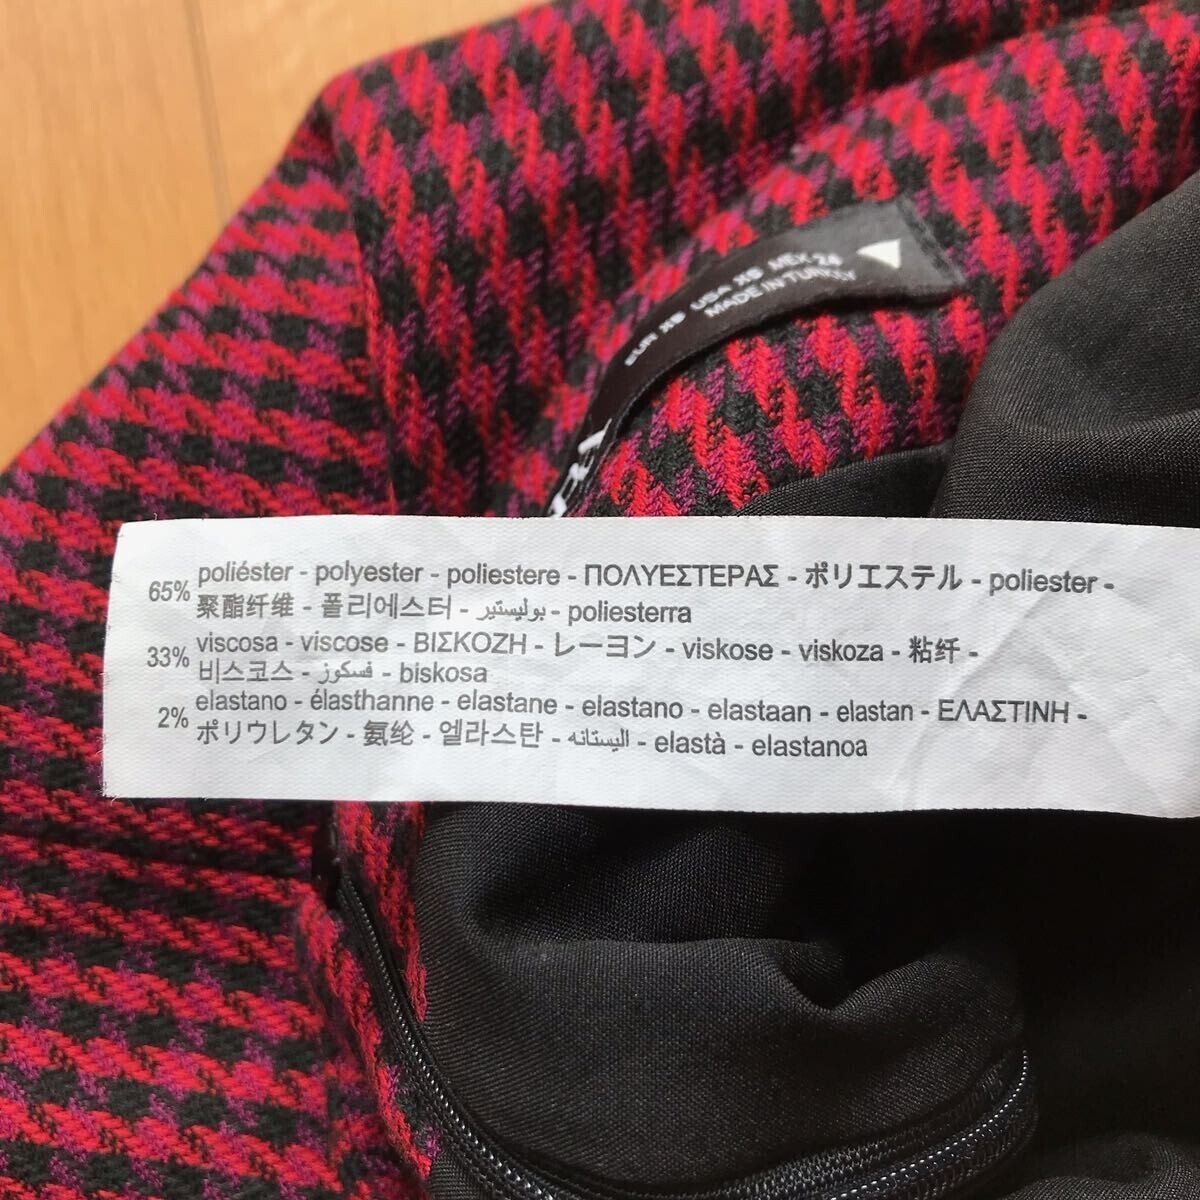 EUR XS USA XS MEX 24
MADE IN TURKEY
65% poliéster - polyester - poliestere - ΠΟΛΥΕΣΤΕΡΑΣ - ポリエステル - poliester -
聚酯纤维 - 폴리에스터 - بوليستير - poliesterra
33% viscosa - viscose - ΒΙΣΚΟΖΗ - レーヨン - viskose - viskoza - 粘纤 -
비스코스 - فسكوز - biskosa
2% elastano - élasthanne - elastane - elastano - elastaan - elastan - ΕΛΑΣΤΙΝΗ -
ポリウレタン - 氨纶 - 엘라스탄 - اليستانه - elastà - elastanoa